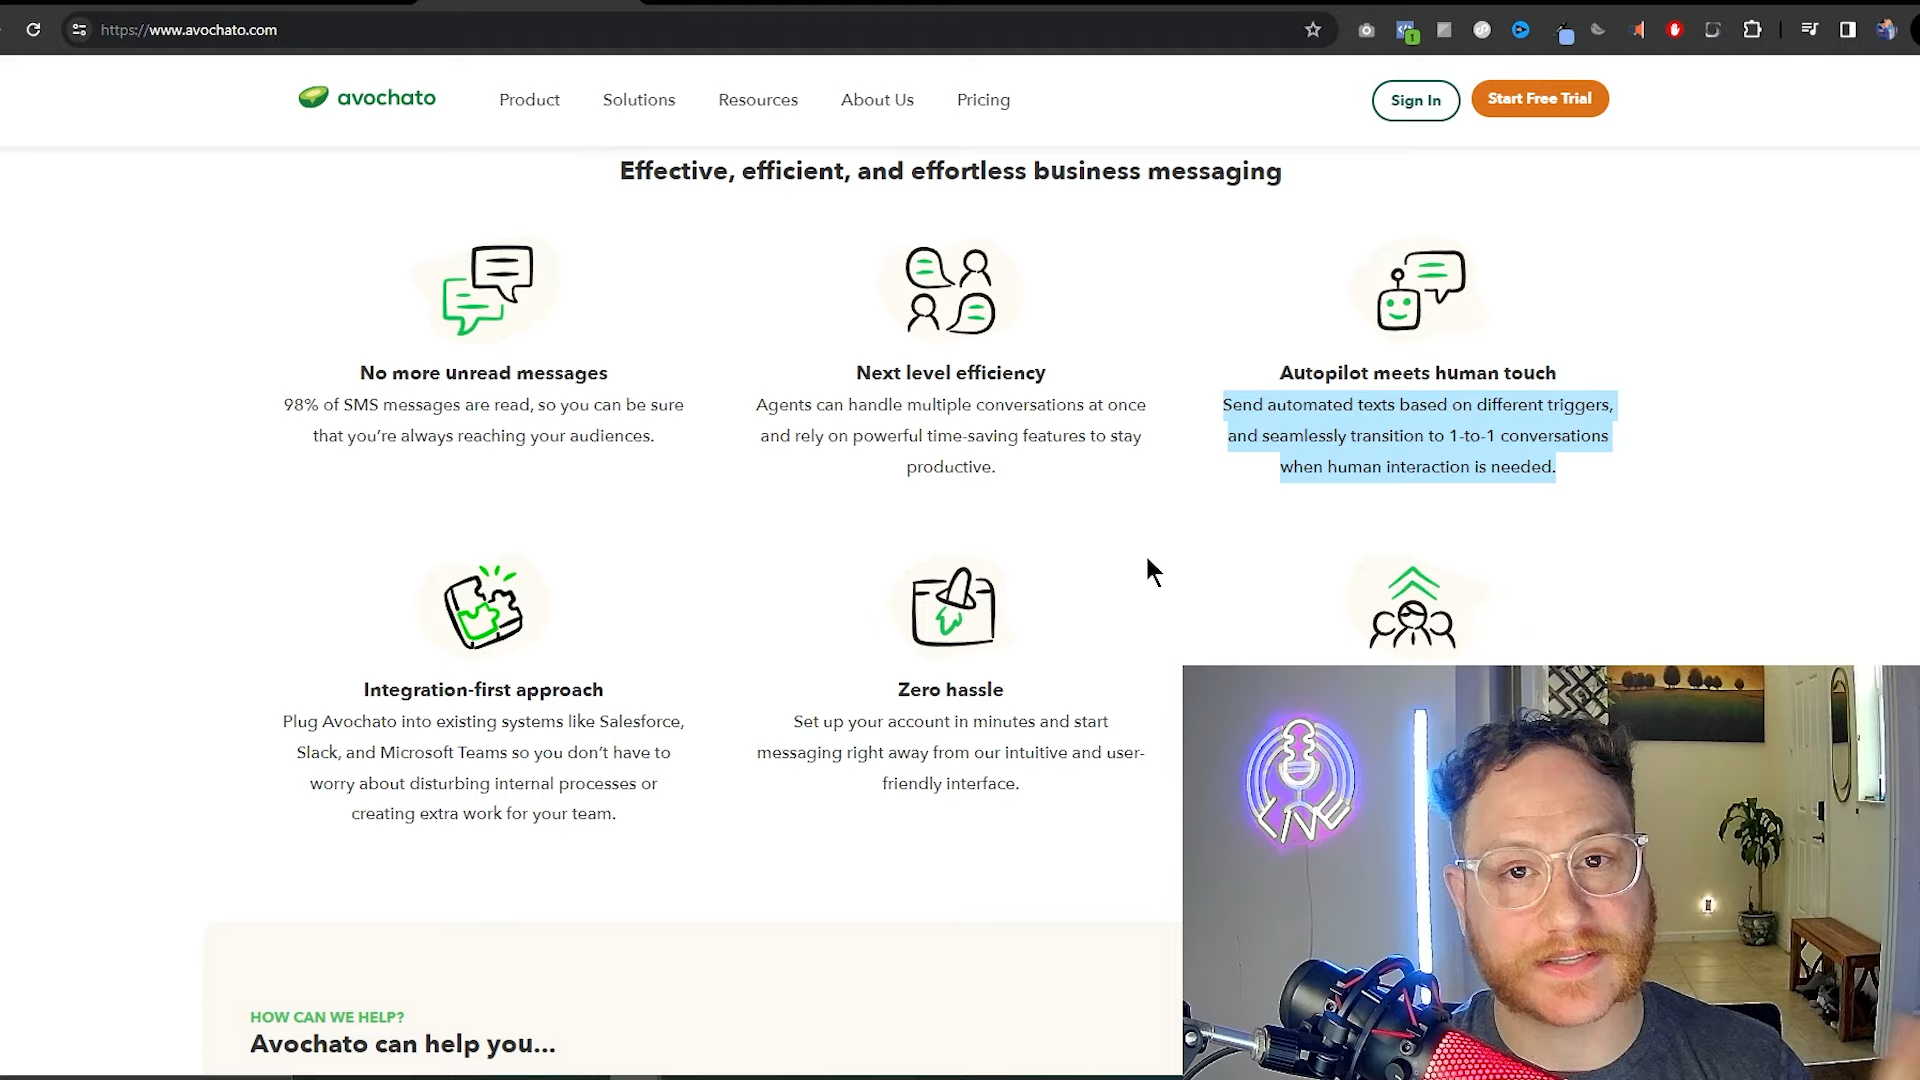 https://www.avochato.com
1
avochato
Product
Solutions
Resources
About Us
Pricing
Sign In
Start Free Trial
Effective, efficient, and effortless business messaging
No more unread messages
98% of SMS messages are read, so you can be sure
that you’re always reaching your audiences.
Next level efficiency
Agents can handle multiple conversations at once
and rely on powerful time-saving features to stay
productive.
Autopilot meets human touch
Send automated texts based on different triggers,
and seamlessly transition to 1-to-1 conversations
when human interaction is needed.
Integration-first approach
Plug Avochato into existing systems like Salesforce,
Slack, and Microsoft Teams so you don’t have to
worry about disturbing internal processes or
creating extra work for your team.
Zero hassle
Set up your account in minutes and start
messaging right away from our intuitive and user-
friendly interface.
HOW CAN WE HELP?
Avochato can help you...
LIVE